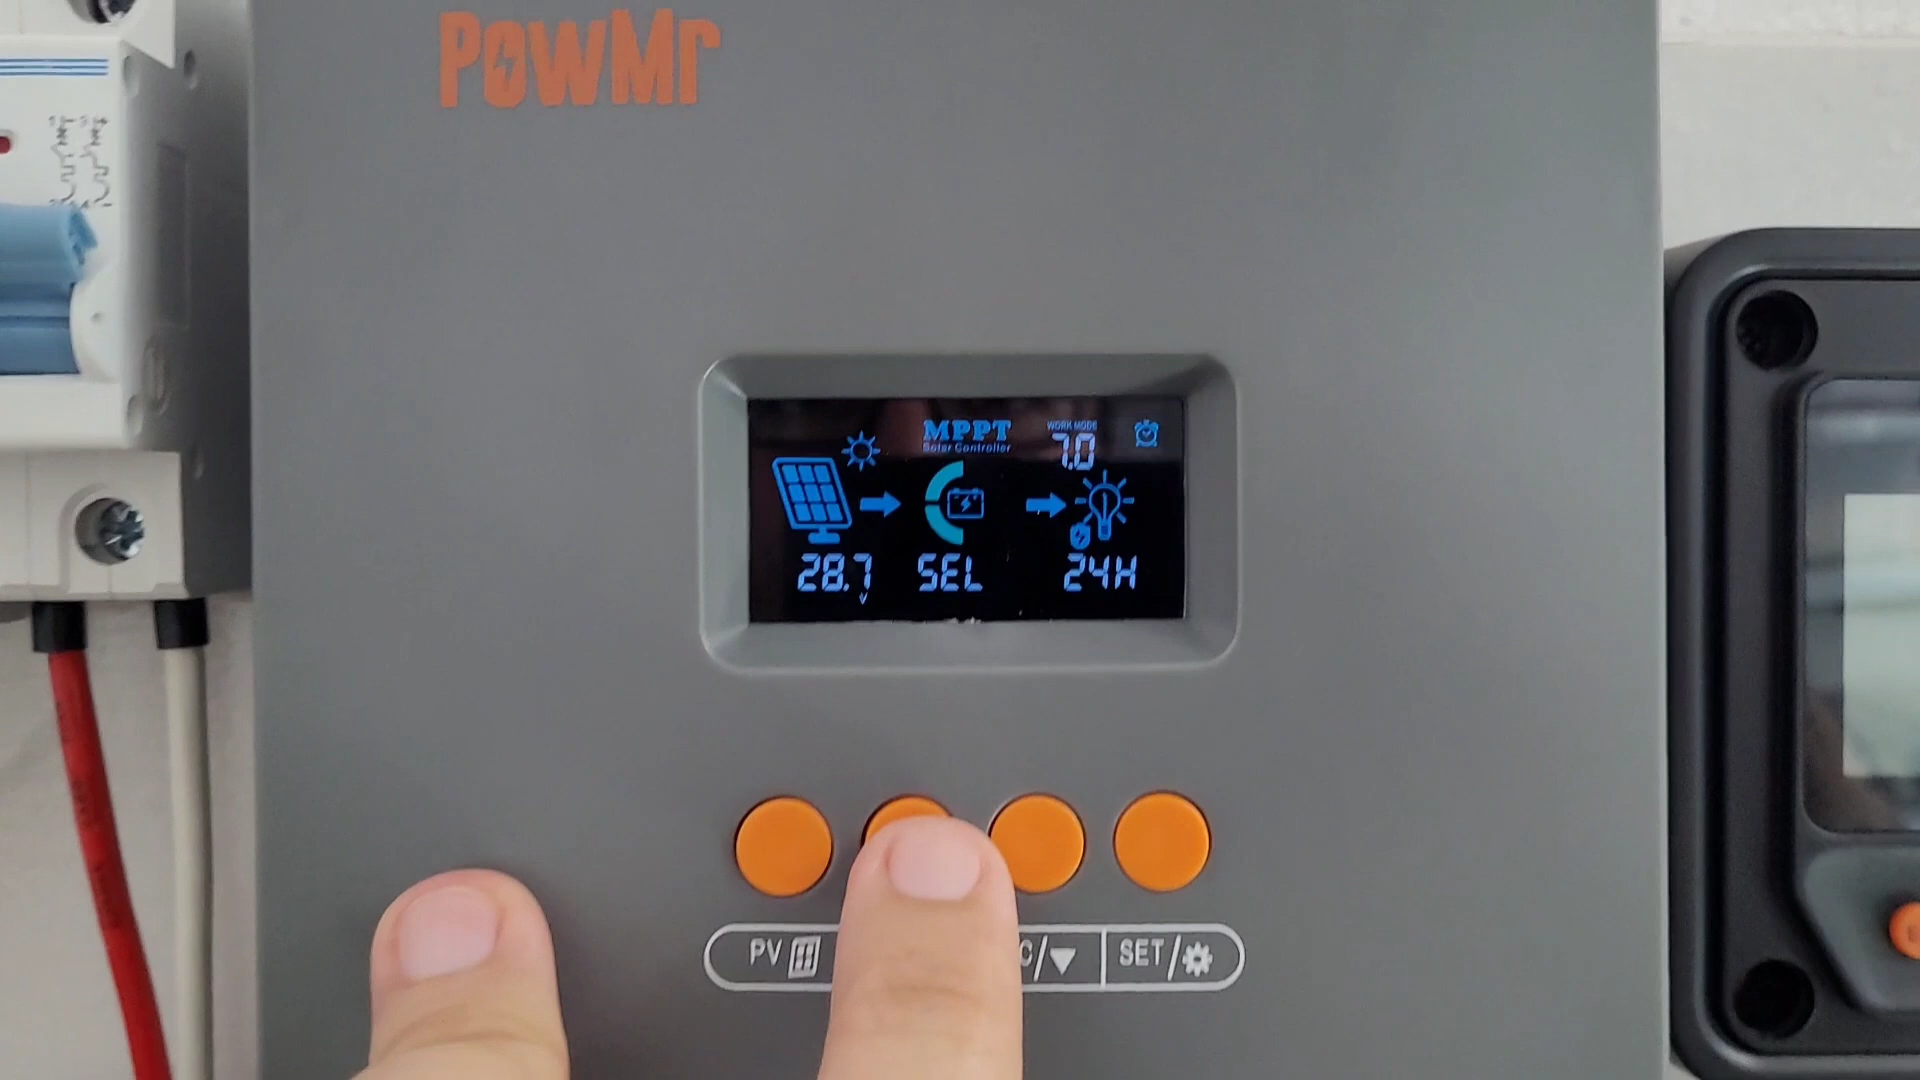 PowMr
MPPT
Solar Controller
WORK MODE
7.0
28.7
V
SEL
24H
PV
C/▼
SET/